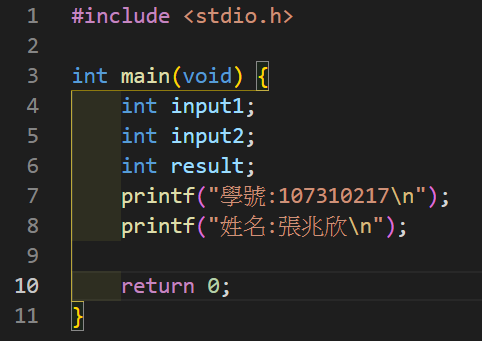 1 #include <stdio.h>
2
3 int main(void) {
4     int input1;
5     int input2;
6     int result;
7     printf("學號:107310217\n");
8     printf("姓名:張兆欣\n");
9
10     return 0;
11 }